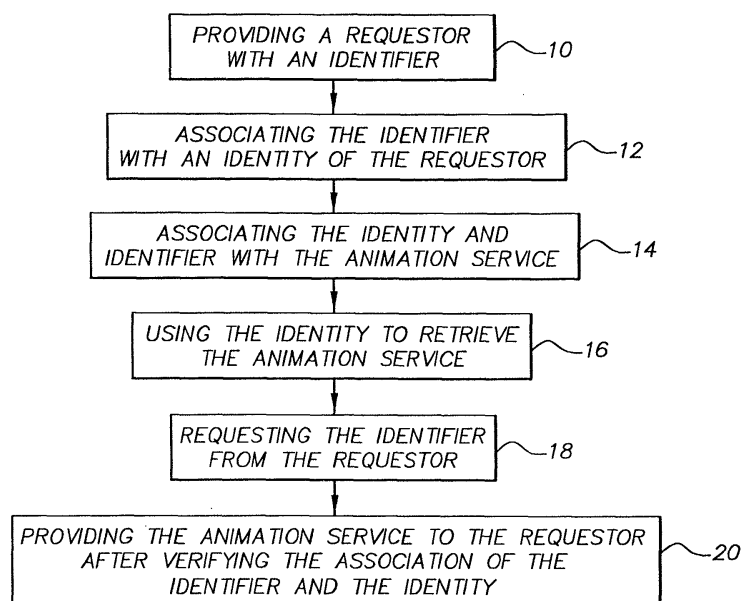 PROVIDING A REQUESTOR
WITH AN IDENTIFIER
10
ASSOCIATING THE IDENTIFIER
WITH AN IDENTITY OF THE REQUESTOR
12
ASSOCIATING THE IDENTITY AND
IDENTIFIER WITH THE ANIMATION SERVICE
14
USING THE IDENTITY TO RETRIEVE
THE ANIMATION SERVICE
16
REQUESTING THE IDENTIFIER
FROM THE REQUESTOR
18
PROVIDING THE ANIMATION SERVICE TO THE REQUESTOR
AFTER VERIFYING THE ASSOCIATION OF THE
IDENTIFIER AND THE IDENTITY
20